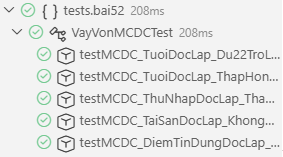 { } tests.bai52 208ms
VayVonMCDCTest 208ms
testMCDC_TuoiDocLap_Du22TroL...
testMCDC_TuoiDocLap_ThapHon...
testMCDC_ThuNhapDocLap_Tha...
testMCDC_TaiSanDocLap_Khong...
testMCDC_DiemTinDungDocLap_...